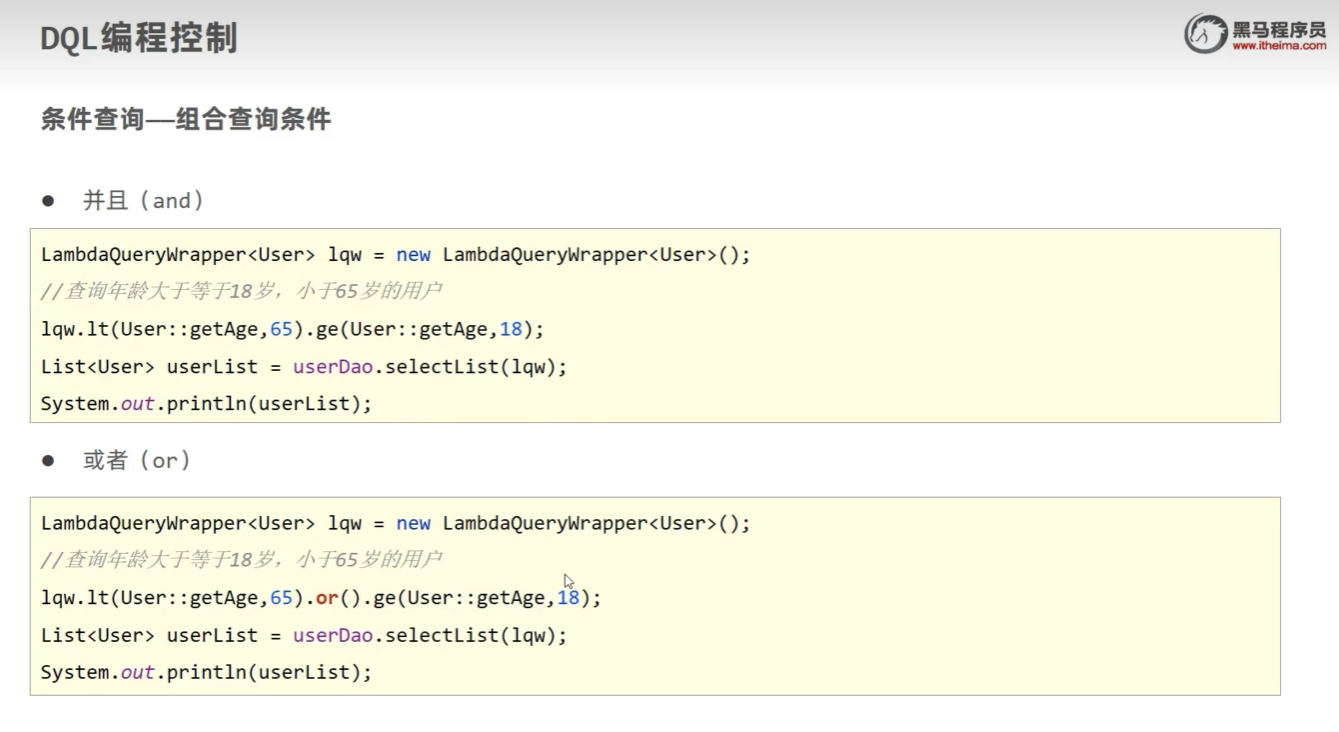 DQL编程控制
黑马程序员
www.itheima.com
条件查询——组合查询条件
● 并且（and）
LambdaQueryWrapper<User> lqw = new LambdaQueryWrapper<User>();
//查询年龄大于等于18岁，小于65岁的用户
lqw.lt(User::getAge,65).ge(User::getAge,18);
List<User> userList = userDao.selectList(lqw);
System.out.println(userList);
● 或者（or）
LambdaQueryWrapper<User> lqw = new LambdaQueryWrapper<User>();
//查询年龄大于等于18岁，小于65岁的用户
lqw.lt(User::getAge,65).or().ge(User::getAge,18);
List<User> userList = userDao.selectList(lqw);
System.out.println(userList);